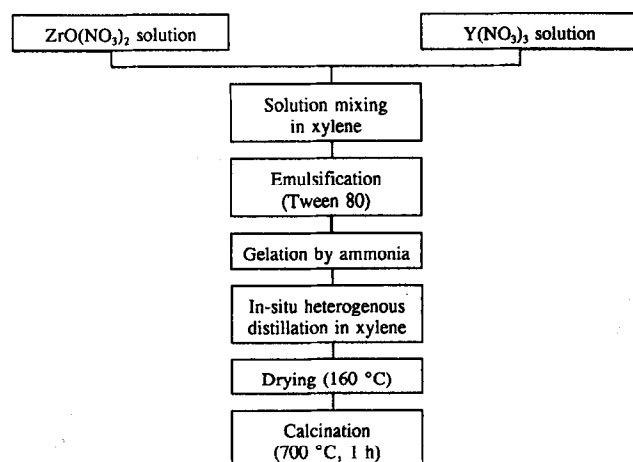 ZrO(NO₃)₂ solution
Y(NO₃)₃ solution
Solution mixing
in xylene
Emulsification
(Tween 80)
Gelation by ammonia
In-situ heterogenous
distillation in xylene
Drying (160 °C)
Calcination
(700 °C, 1 h)